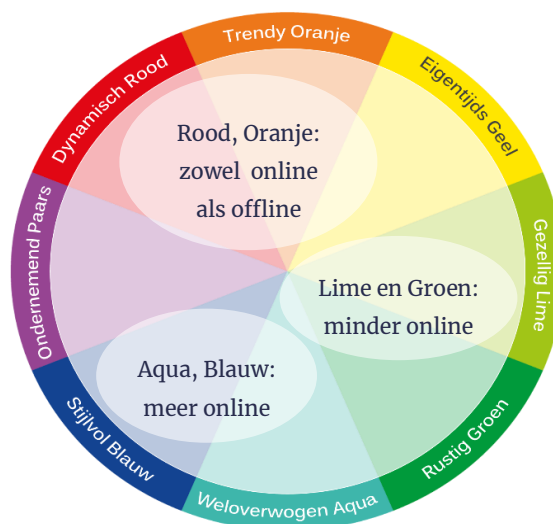 Trendy Oranje
Dynamisch Rood
Eigentijds Geel
Rood, Oranje:
zowel online
als offline
Ondernemend Paars
Gezellig Lime
Lime en Groen:
minder online
Aqua, Blauw:
meer online
Stijlvol Blauw
Rustig Groen
Weloverwogen Aqua